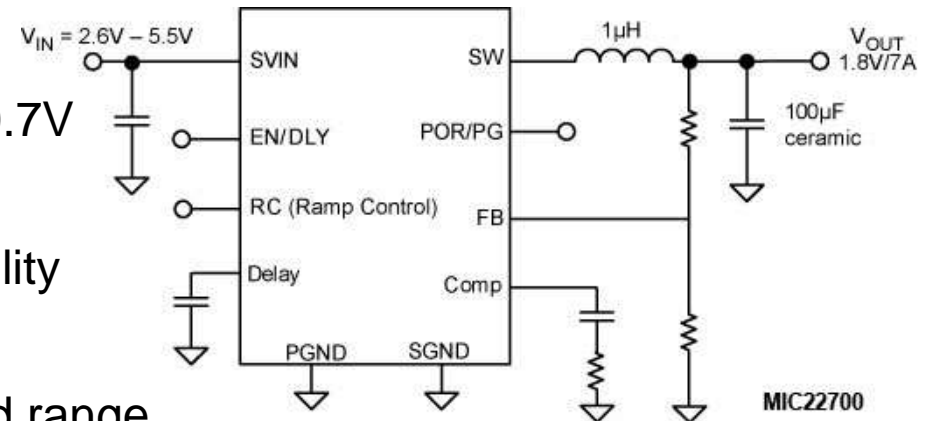 V_IN = 2.6V – 5.5V
1µH
V_OUT
1.8V/7A
SVIN
SW
.7V
100µF
ceramic
EN/DLY
POR/PG
RC (Ramp Control)
FB
lity
Delay
Comp
PGND
SGND
MIC22700
d range